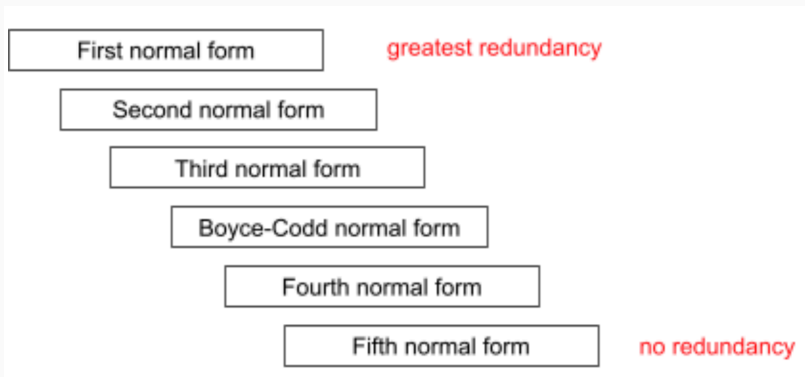 First normal form greatest redundancy
Second normal form
Third normal form
Boyce-Codd normal form
Fourth normal form
Fifth normal form no redundancy